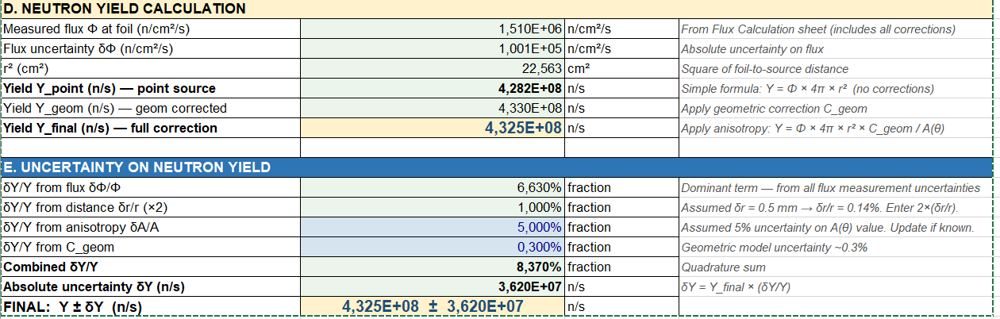 D. NEUTRON YIELD CALCULATION
Measured flux Φ at foil (n/cm²/s) 1,510E+06 n/cm²/s From Flux Calculation sheet (includes all corrections)
Flux uncertainty δΦ (n/cm²/s) 1,001E+05 n/cm²/s Absolute uncertainty on flux
r² (cm²) 22,563 cm² Square of foil-to-source distance
Yield Y_point (n/s) — point source 4,282E+08 n/s Simple formula: Y = Φ × 4π × r² (no corrections)
Yield Y_geom (n/s) — geom corrected 4,330E+08 n/s Apply geometric correction C_geom
Yield Y_final (n/s) — full correction 4,325E+08 n/s Apply anisotropy: Y = Φ × 4π × r² × C_geom / A(θ)
E. UNCERTAINTY ON NEUTRON YIELD
δY/Y from flux δΦ/Φ 6,630% fraction Dominant term — from all flux measurement uncertainties
δY/Y from distance δr/r (×2) 1,000% fraction Assumed δr = 0.5 mm → δr/r = 0.14%. Enter 2×(δr/r).
δY/Y from anisotropy δA/A 5,000% fraction Assumed 5% uncertainty on A(θ) value. Update if known.
δY/Y from C_geom 0,300% fraction Geometric model uncertainty ~0.3%
Combined δY/Y 8,370% fraction Quadrature sum
Absolute uncertainty δY (n/s) 3,620E+07 n/s δY = Y_final × (δY/Y)
FINAL: Y ± δY (n/s) 4,325E+08 ± 3,620E+07 n/s